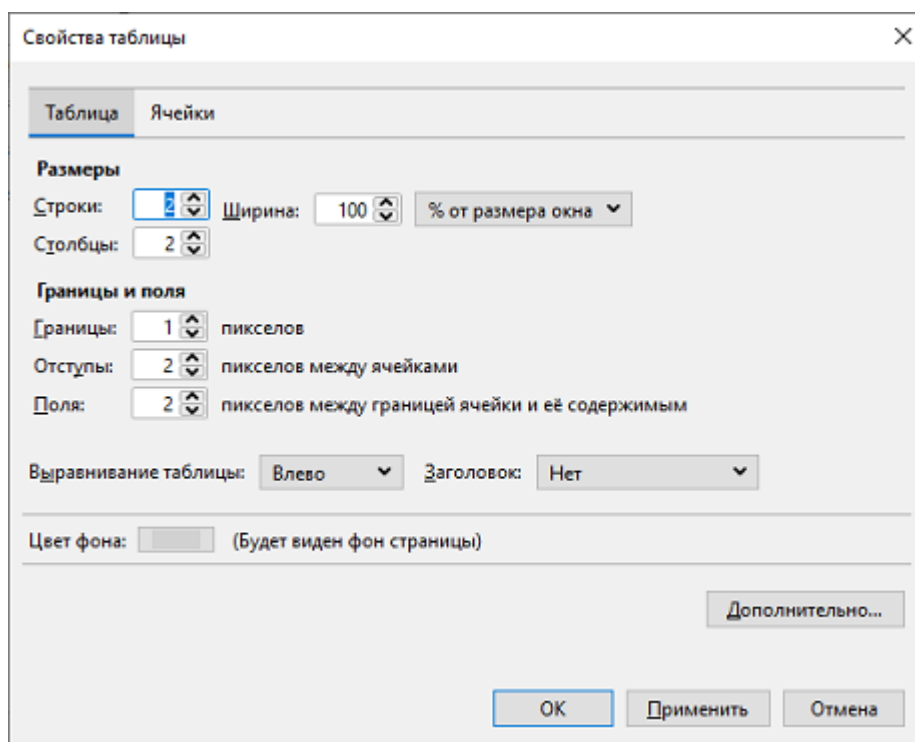 Свойства таблицы
Таблица Ячейки
Размеры
Строки: 2 Ширина: 100 % от размера окна
Столбцы: 2
Границы и поля
Границы: 1 пикселов
Отступы: 2 пикселов между ячейками
Поля: 2 пикселов между границей ячейки и её содержимым
Выравнивание таблицы: Влево Заголовок: Нет
Цвет фона: (Будет виден фон страницы)
Дополнительно...
OK Применить Отмена